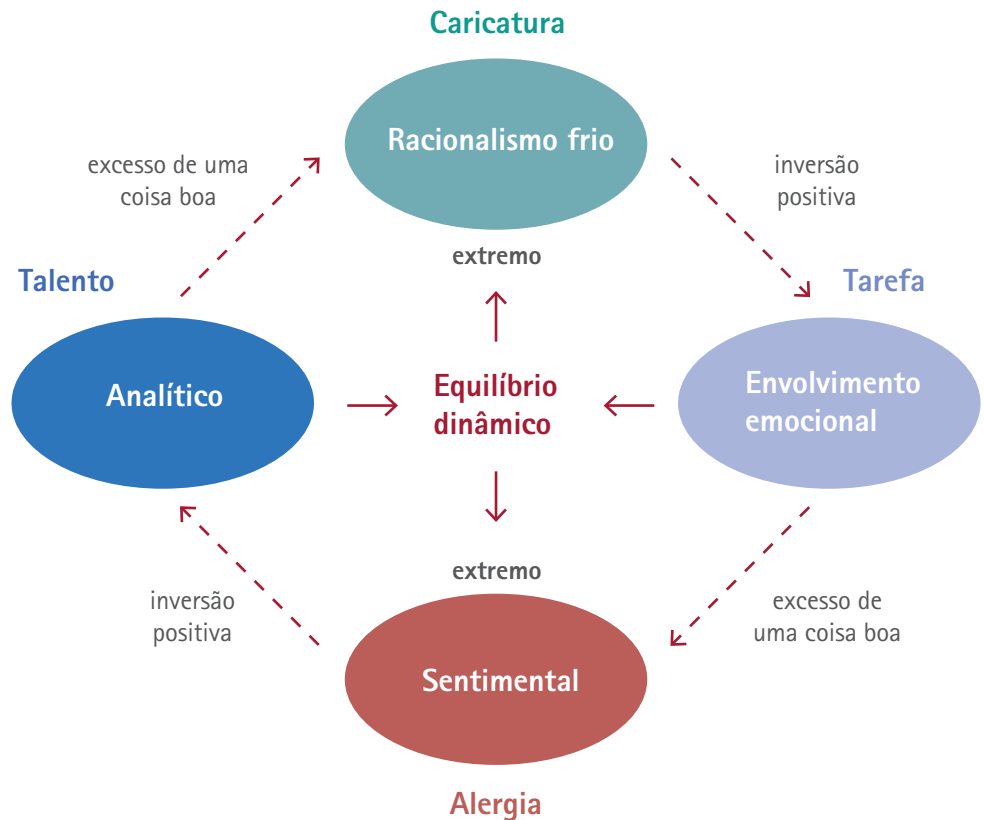 Caricatura
Racionalismo frio
excesso de uma
coisa boa
inversão
positiva
extremo
Talento
Tarefa
Analítico
Equilíbrio
dinâmico
Envolvimento
emocional
extremo
inversão
positiva
excesso de
uma coisa boa
Sentimental
Alergia